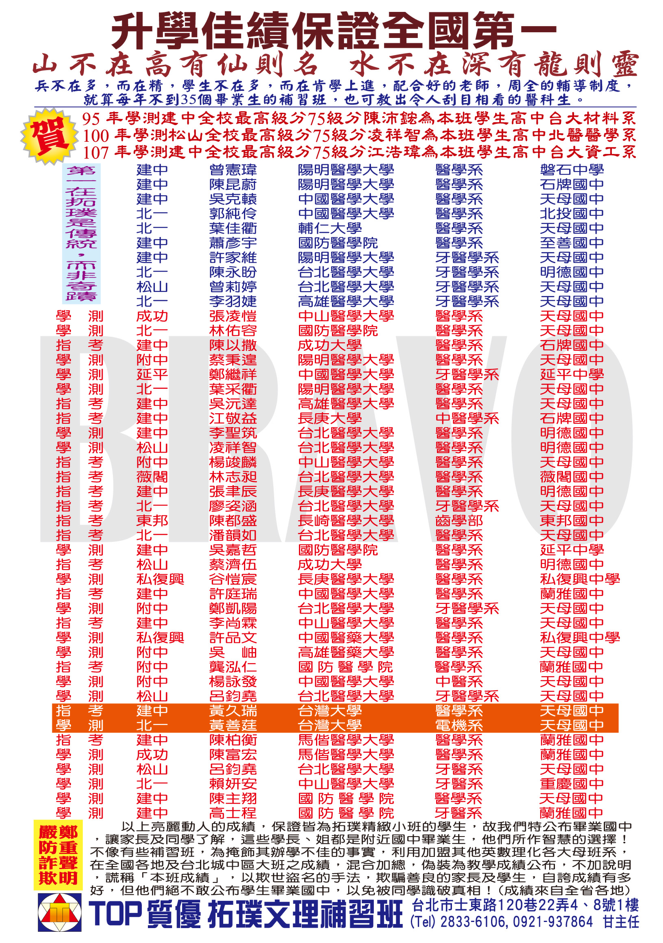 升學佳績保證全國第一
山不在高有仙則名 水不在深有龍則靈
兵不在多,而在精,學生不在多,而在肯學上進,配合好的老師,周全的輔導制度,
就算每年不到35個畢業生的補習班,也可教出令人刮目相看的醫科生。
賀
95 年學測建中全校最高級分75級分陳沛鋐為本班學生高中台大材料系
100 年學測松山全校最高級分75級分凌祥智為本班學生高中北醫醫學系
107 年學測建中全校最高級分75級分江浩瑋為本班學生高中台大資工系
第一在拓璞是傳統,而非奇蹟
建中 曾憲瑋 陽明醫學大學 醫學系 磐石中學
建中 陳昆蔚 陽明醫學大學 醫學系 石牌國中
建中 吳克轅 中國醫學大學 醫學系 天母國中
北一 郭純伶 中國醫學大學 醫學系 北投國中
北一 葉佳衢 輔仁大學 醫學系 天母國中
建中 蕭彥宇 國防醫學院 醫學系 至善國中
建中 許家維 陽明醫學大學 牙醫學系 天母國中
北一 陳永盼 台北醫學大學 牙醫學系 明德國中
松山 曾莉婷 台北醫學大學 牙醫學系 天母國中
北一 李羽婕 高雄醫學大學 牙醫學系 天母國中
學 測 成功 張凌愷 中山醫學大學 醫學系 天母國中
學 測 北一 林佑容 國防醫學院 醫學系 天母國中
指 考 建中 陳以撒 成功大學 醫學系 石牌國中
學 測 附中 蔡秉遑 陽明醫學大學 醫學系 天母國中
學 測 延平 鄭繼祥 中國醫學大學 牙醫學系 延平中學
學 測 北一 葉采衢 陽明醫學大學 醫學系 天母國中
指 考 建中 吳沅達 高雄醫學大學 醫學系 天母國中
指 考 建中 江敬益 長庚大學 中醫學系 石牌國中
學 測 建中 李聖筑 台北醫學大學 醫學系 明德國中
學 測 松山 凌祥智 台北醫學大學 醫學系 明德國中
指 考 附中 楊竣麟 中山醫學大學 醫學系 天母國中
指 考 薇閣 林志昶 台北醫學大學 醫學系 薇閣國中
指 考 建中 張聿辰 長庚醫學大學 醫學系 明德國中
指 考 北一 廖姿涵 台北醫學大學 牙醫學系 天母國中
指 考 東邦 陳都盛 長崎醫學大學 齒學部 東邦國中
指 考 北一 潘韻如 台北醫學大學 醫學系 天母國中
學 測 建中 吳嘉哲 國防醫學院 醫學系 延平中學
指 考 松山 蔡濟伍 成功大學 醫學系 明德國中
學 測 私復興 谷愷宸 長庚醫學大學 醫學系 私復興中學
指 考 建中 許庭瑞 中國醫學大學 醫學系 蘭雅國中
學 測 附中 鄭凱陽 台北醫學大學 牙醫學系 天母國中
指 考 建中 李尚霖 中山醫學大學 醫學系 天母國中
學 測 私復興 許品文 中國醫藥大學 醫學系 私復興中學
學 測 附中 吳 岫 高雄醫藥大學 醫學系 天母國中
指 考 附中 龔泓仁 國防醫學院 醫學系 蘭雅國中
學 測 附中 楊詠發 中國醫學大學 中醫系 天母國中
學 測 松山 呂鈞堯 台北醫學大學 牙醫學系 天母國中
指 考 建中 黃久瑞 台灣大學 醫學系 天母國中
學 測 北一 黃善莛 台灣大學 電機系 天母國中
指 考 建中 陳柏衡 馬偕醫學大學 醫學系 蘭雅國中
學 測 成功 陳富宏 馬偕醫學大學 醫學系 蘭雅國中
學 測 松山 呂鈞堯 台北醫學大學 牙醫系 天母國中
學 測 北一 賴妍安 中山醫學大學 牙醫系 重慶國中
學 測 建中 陳主翔 國防醫學院 醫學系 天母國中
學 測 建中 高士程 國防醫學院 牙醫系 蘭雅國中
BRAVO
鄭重聲明
嚴防詐欺
以上亮麗動人的成績,保證皆為拓璞精緻小班的學生,故我們特公布畢業國中
,讓家長及同學了解,這些學長、姐都是附近國中畢業生,他們所作智慧的選擇!
不像有些補習班,為掩飾其辦學不佳的事實,利用加盟其他英數理化各大母班系,
在全國各地及台北城中區大班之成績,混合加總,偽裝為教學成績公布,不加說明
,謊稱「本班成績」,以欺世盜名的手法,欺騙善良的家長及學生,自誇成績有多
好,但他們絕不敢公布學生畢業國中,以免被同學識破真相!(成績來自全省各地)
TOP 質優 拓璞文理補習班
台北市士東路120巷22弄4、8號1樓
(Tel) 2833-6106, 0921-937864 甘主任